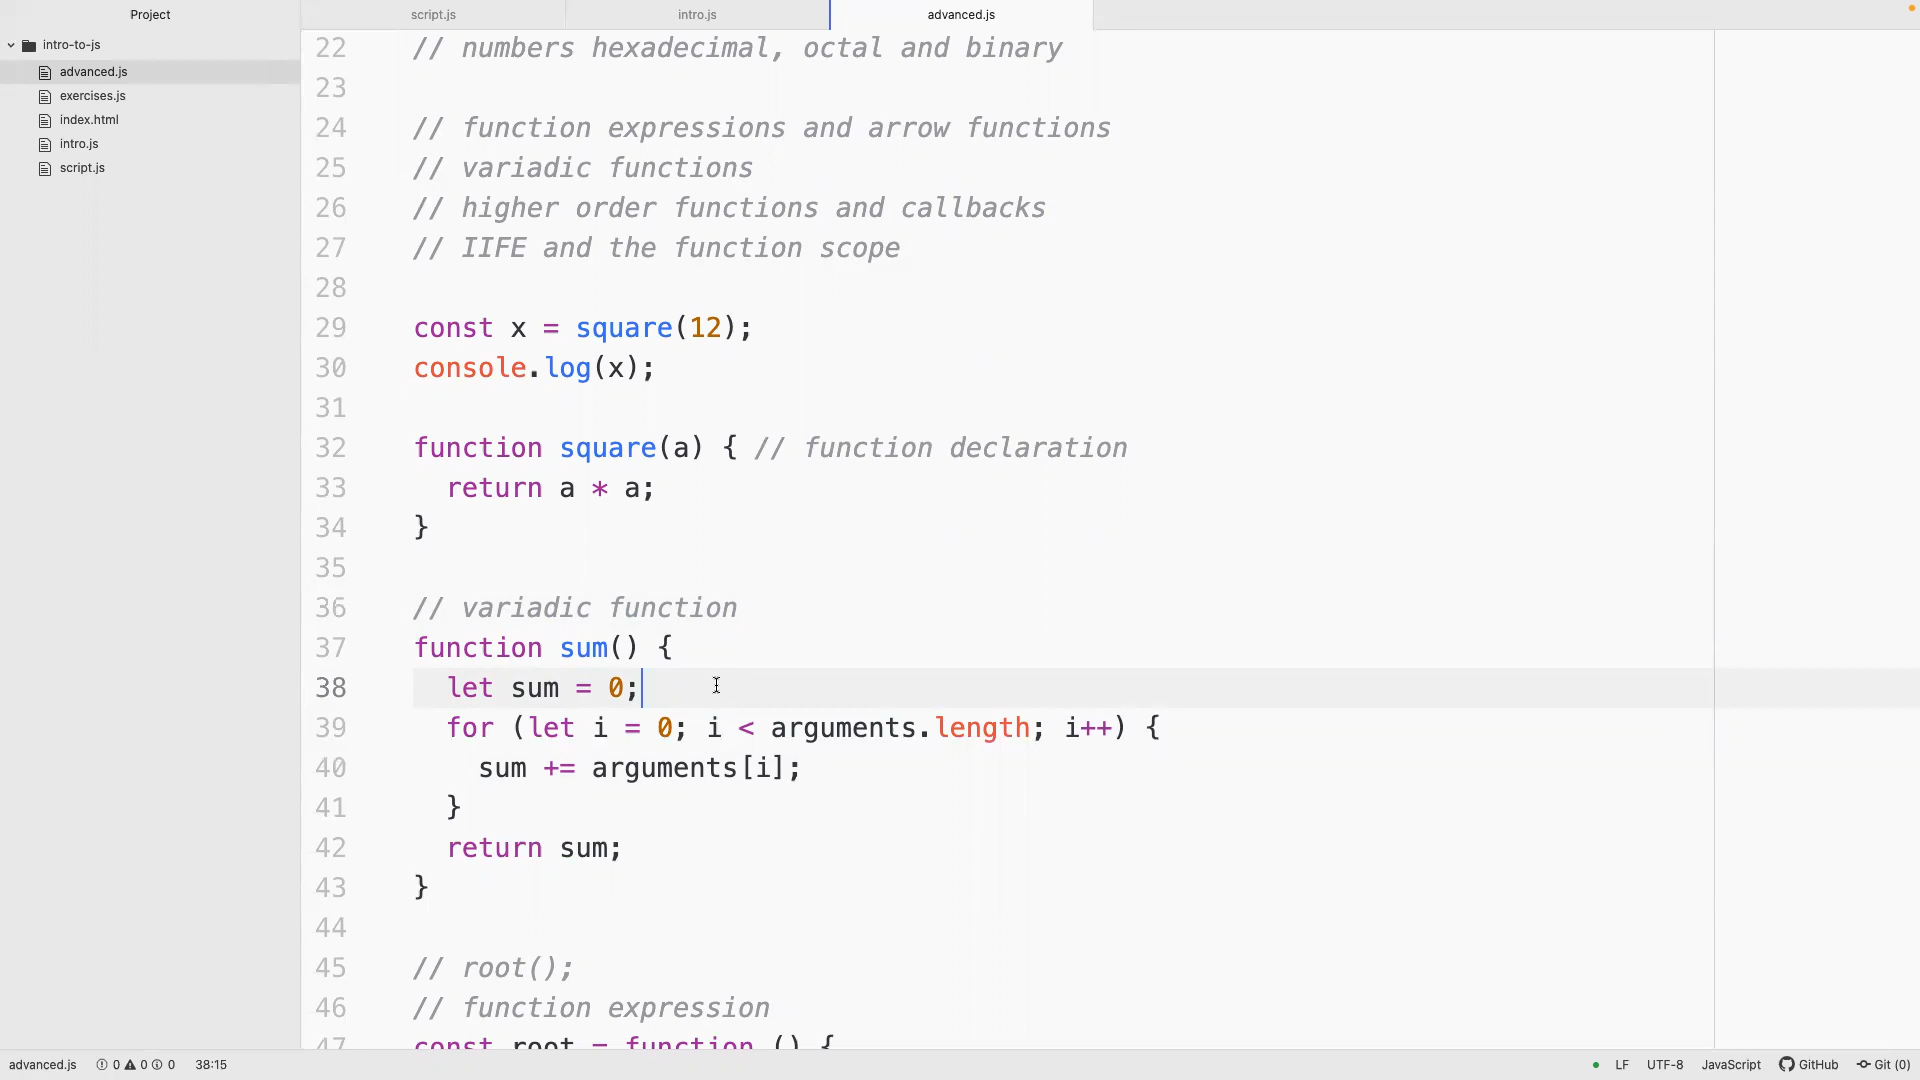 Project
script.js
intro.js
advanced.js
intro-to-js
advanced.js
exercises.js
index.html
intro.js
script.js
22 // numbers hexadecimal, octal and binary
23
24 // function expressions and arrow functions
25 // variadic functions
26 // higher order functions and callbacks
27 // IIFE and the function scope
28
29 const x = square(12);
30 console.log(x);
31
32 function square(a) { // function declaration
33 return a * a;
34 }
35
36 // variadic function
37 function sum() {
38 let sum = 0;
39 for (let i = 0; i < arguments.length; i++) {
40 sum += arguments[i];
41 }
42 return sum;
43 }
44
45 // root();
46 // function expression
47 const root = function () {
advanced.js 0 0 0 38:15 LF UTF-8 JavaScript GitHub Git (0)